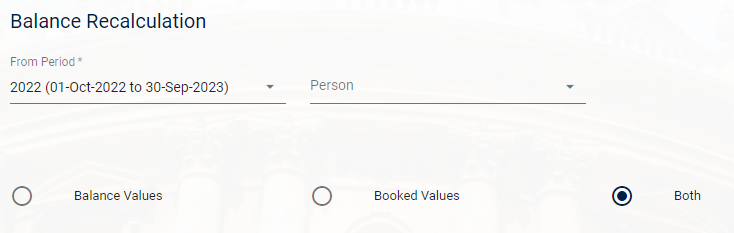 Balance Recalculation
From Period *
2022 (01-Oct-2022 to 30-Sep-2023)
Person
Balance Values
Booked Values
Both